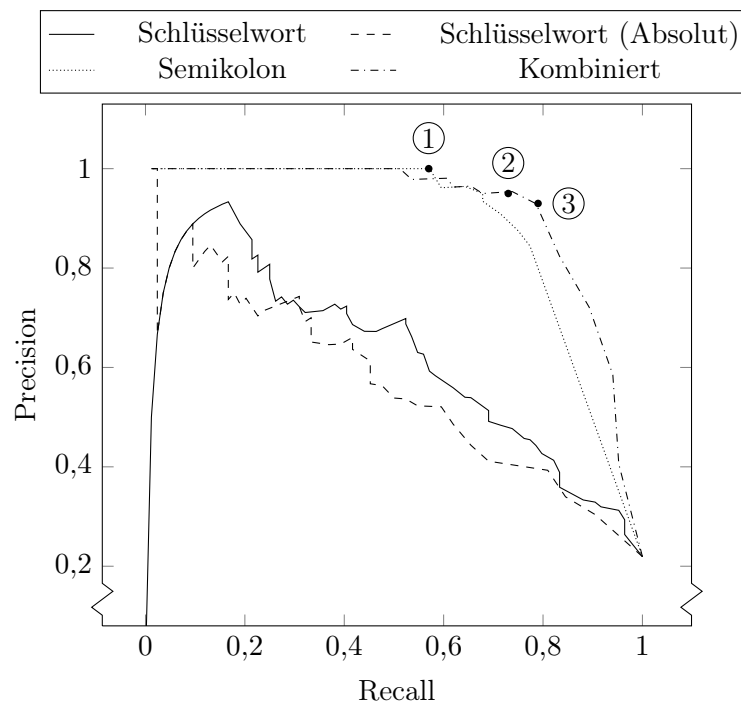 Schlüsselwort Schlüsselwort (Absolut)
Semikolon Kombiniert
1
2
3
1
0,8
0,6
0,4
0,2
Precision
0 0,2 0,4 0,6 0,8 1
Recall